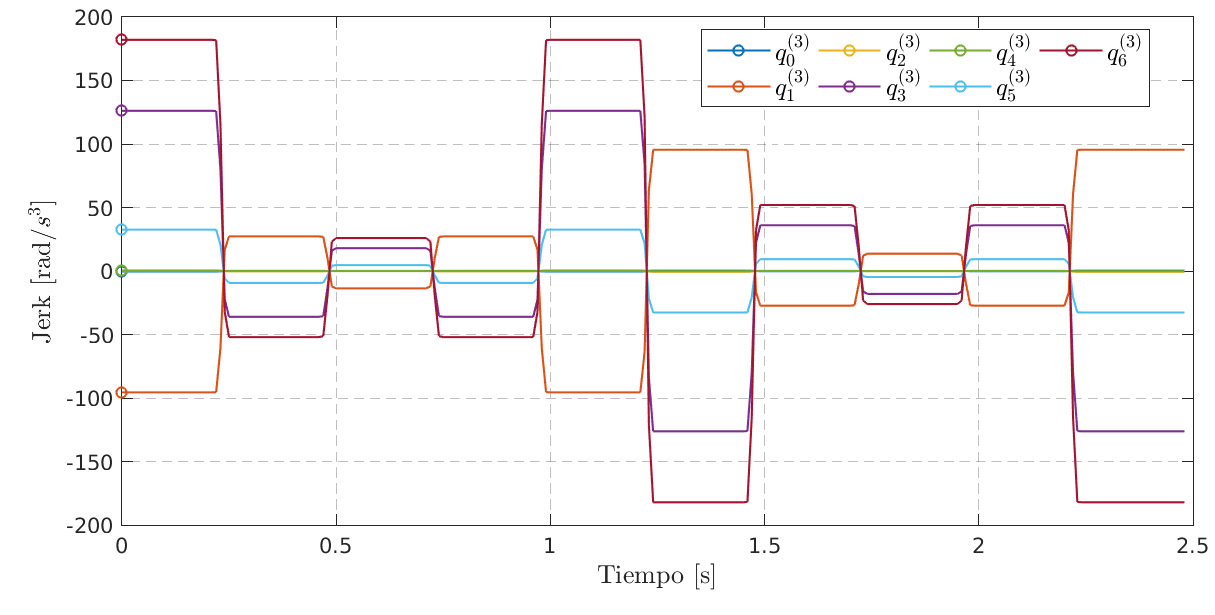 200
150
100
50
0
-50
-100
-150
-200
Jerk [rad/s³]
q₀⁽³⁾ q₂⁽³⁾ q₄⁽³⁾ q₆⁽³⁾
q₁⁽³⁾ q₃⁽³⁾ q₅⁽³⁾
0 0.5 1 1.5 2 2.5
Tiempo [s]